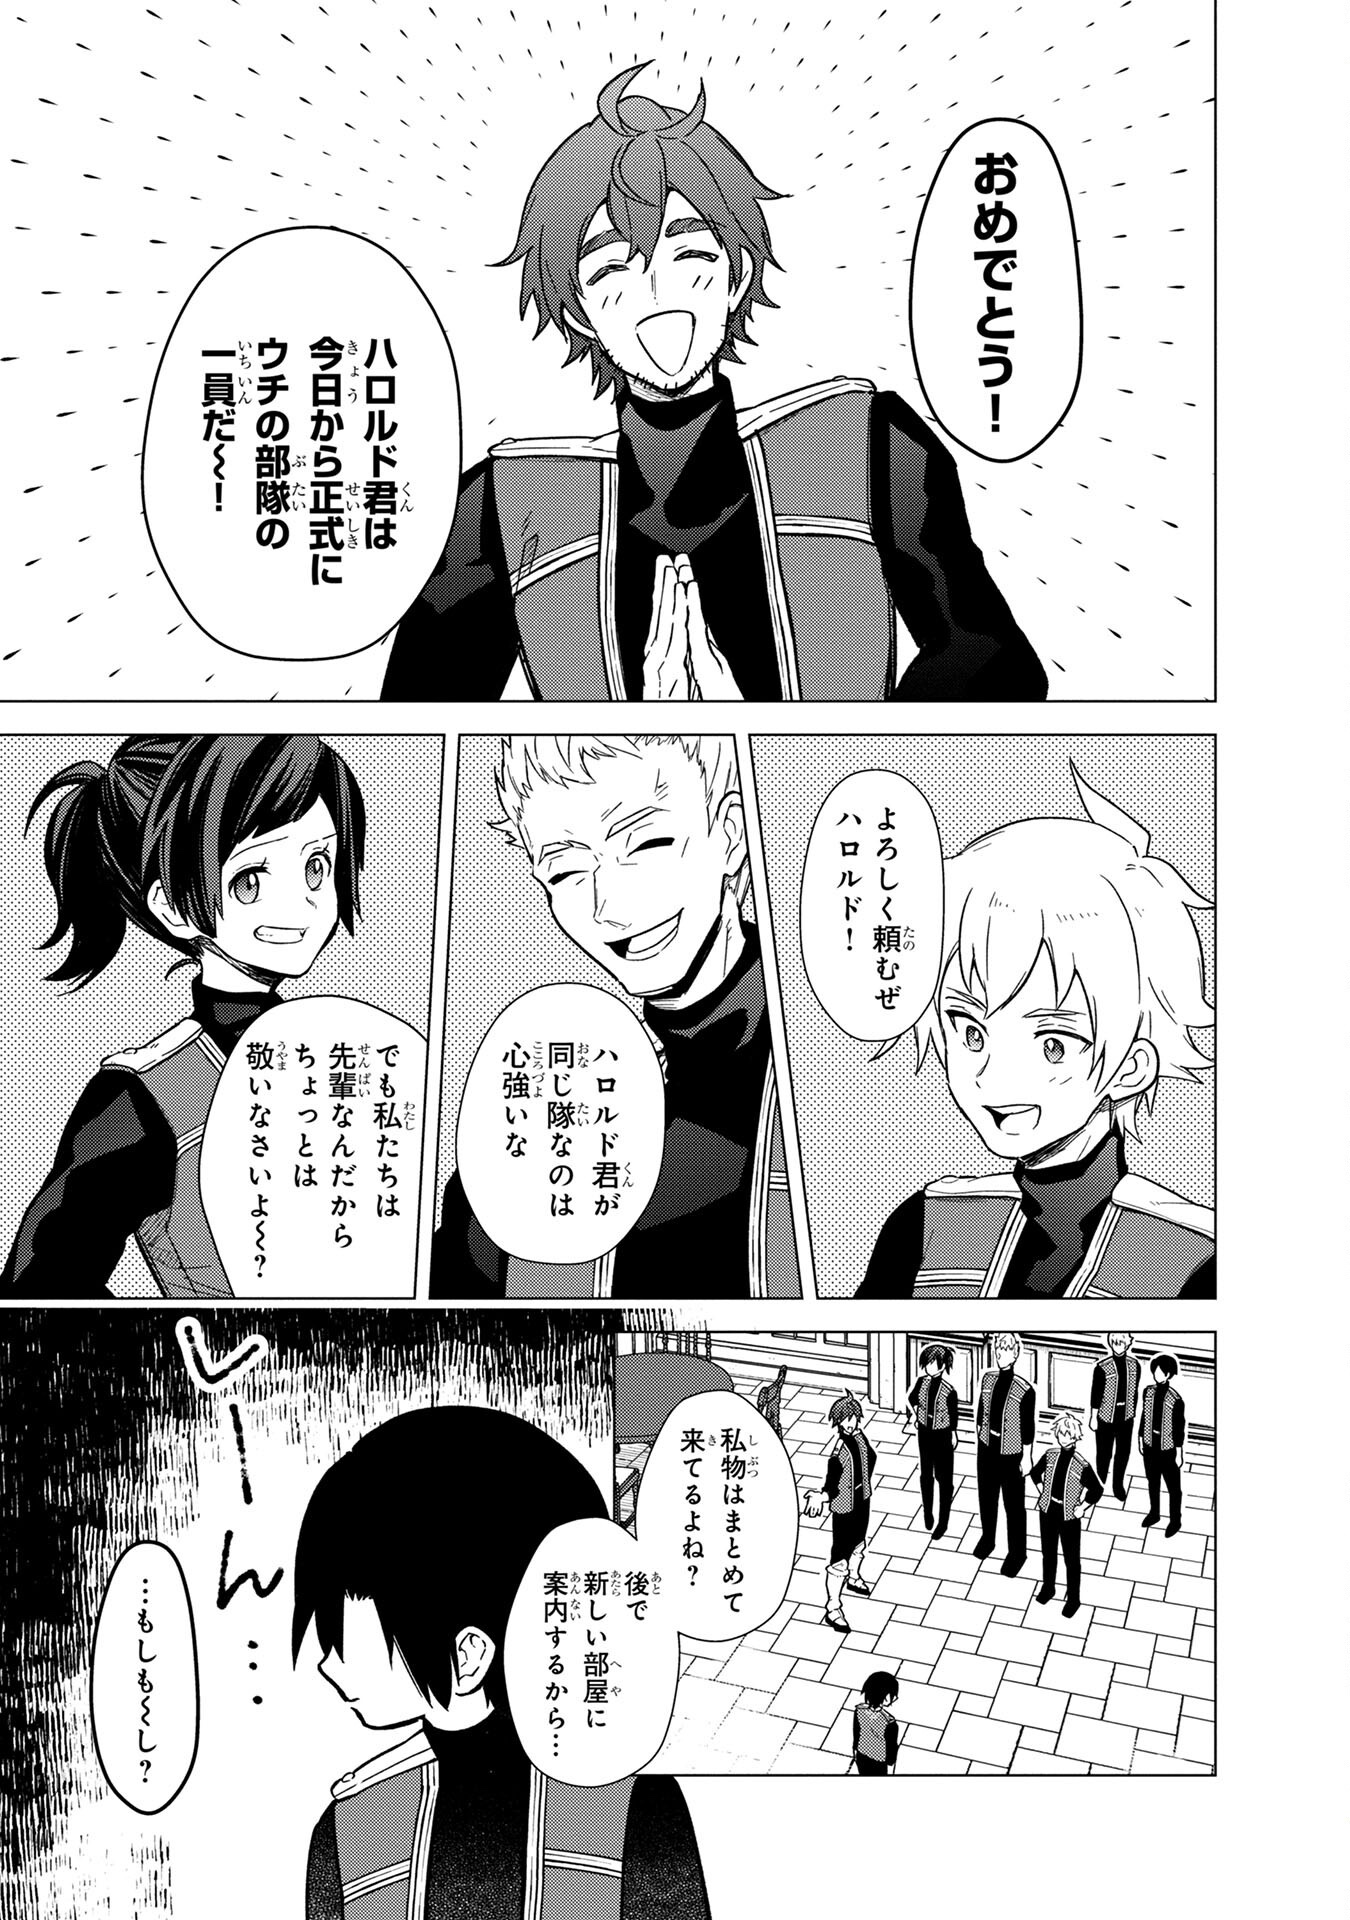 おめでとう！
ハロルド君は
今日から正式に
ウチの部隊の
一員だ〜！
よろしく頼むぜ
ハロルド！
ハロルド君が
同じ隊なのは
心強いな
でも私たちは
先輩なんだから
ちょっとは
敬いなさいよ〜？
私物はまとめて
来てるよね？
後で
新しい部屋に
案内するから…
しーーん…
…もしも〜し？